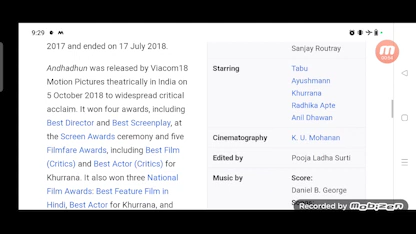 9:29
2017 and ended on 17 July 2018.
Andhadhun was released by Viacom18
Motion Pictures theatrically in India on
5 October 2018 to widespread critical
acclaim. It won four awards, including
Best Director and Best Screenplay, at
the Screen Awards ceremony and five
Filmfare Awards, including Best Film
(Critics) and Best Actor (Critics) for
Khurrana. It also won three National
Film Awards: Best Feature Film in
Hindi, Best Actor for Khurrana, and
Sanjay Routray
Starring
Tabu
Ayushmann
Khurrana
Radhika Apte
Anil Dhawan
Cinematography
K. U. Mohanan
Edited by
Pooja Ladha Surti
Music by
Score:
Daniel B. George
Recorded by Mobizen